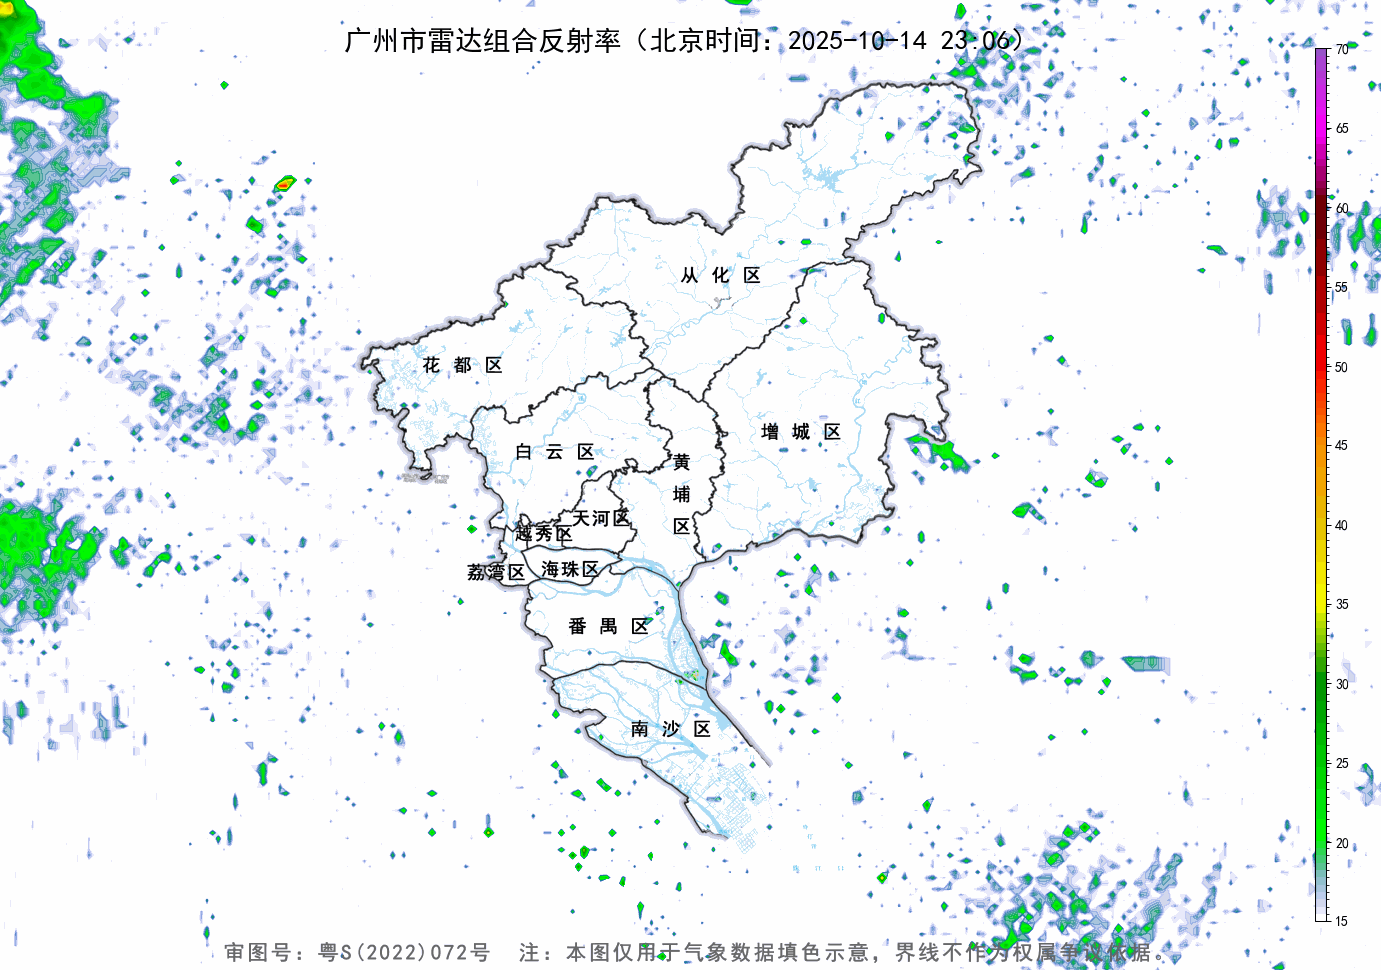 广州市雷达组合反射率（北京时间：2025-10-14 23:06）
70
65
60
55
50
45
40
35
30
25
20
15
从化区
花都区
增城区
白云区
黄埔区
天河区
越秀区
荔湾区
海珠区
番禺区
南沙区
审图号：粤S(2022)072号 注：本图仅用于气象数据填色示意，界线不作为权属争议依据。